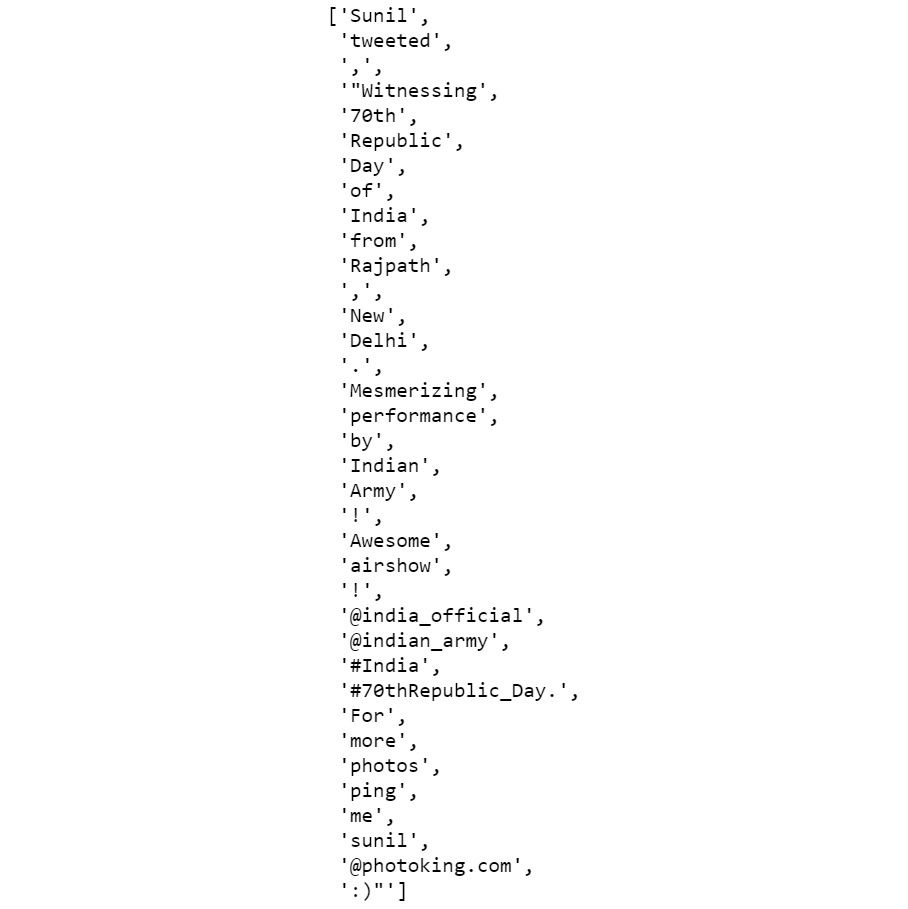 ['Sunil',
'tweeted',
',',
'"Witnessing',
'70th',
'Republic',
'Day',
'of',
'India',
'from',
'Rajpath',
',',
'New',
'Delhi',
'.',
'Mesmerizing',
'performance',
'by',
'Indian',
'Army',
'!',
'Awesome',
'airshow',
'!',
'@india_official',
'@indian_army',
'#India',
'#70thRepublic_Day.',
'For',
'more',
'photos',
'ping',
'me',
'sunil',
'@photoking.com',
':)"']